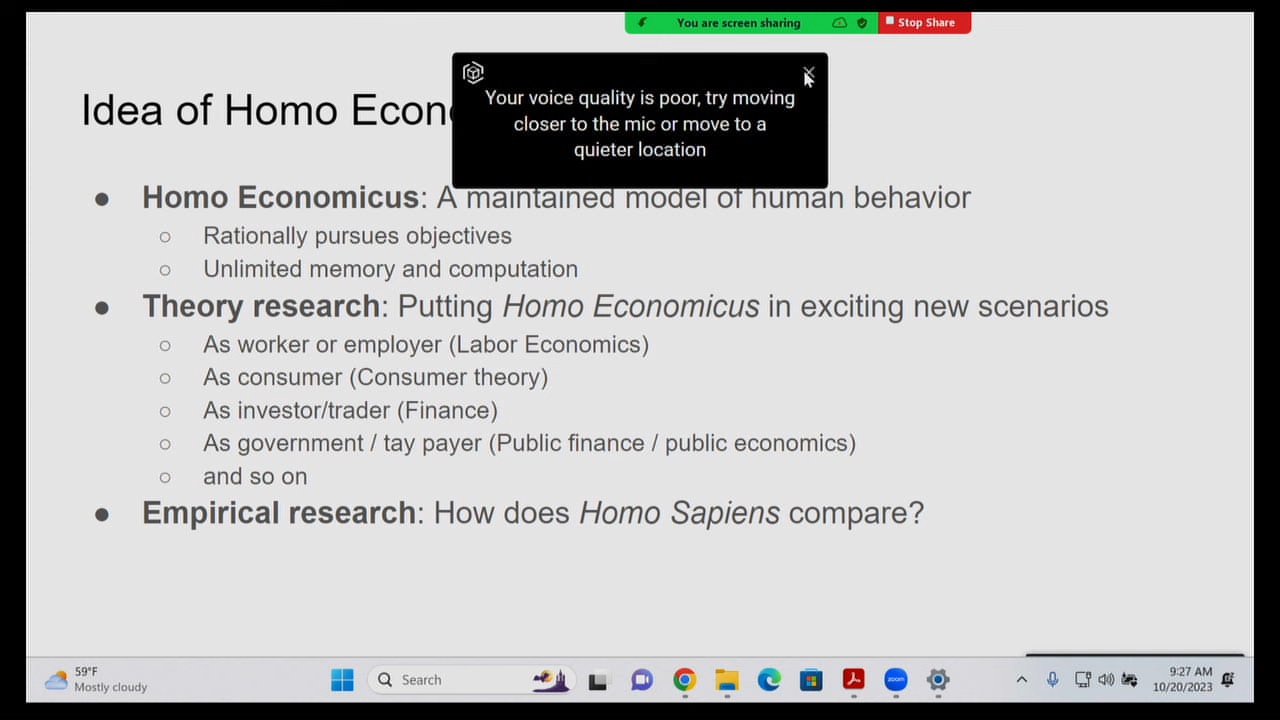 You are screen sharing
Stop Share
Your voice quality is poor, try moving
closer to the mic or move to a
quieter location
Idea of Homo Econ
● Homo Economicus: A maintained model of human behavior
○ Rationally pursues objectives
○ Unlimited memory and computation
● Theory research: Putting Homo Economicus in exciting new scenarios
○ As worker or employer (Labor Economics)
○ As consumer (Consumer theory)
○ As investor/trader (Finance)
○ As government / tay payer (Public finance / public economics)
○ and so on
● Empirical research: How does Homo Sapiens compare?
59°F
Mostly cloudy
Search
zoom
9:27 AM
10/20/2023